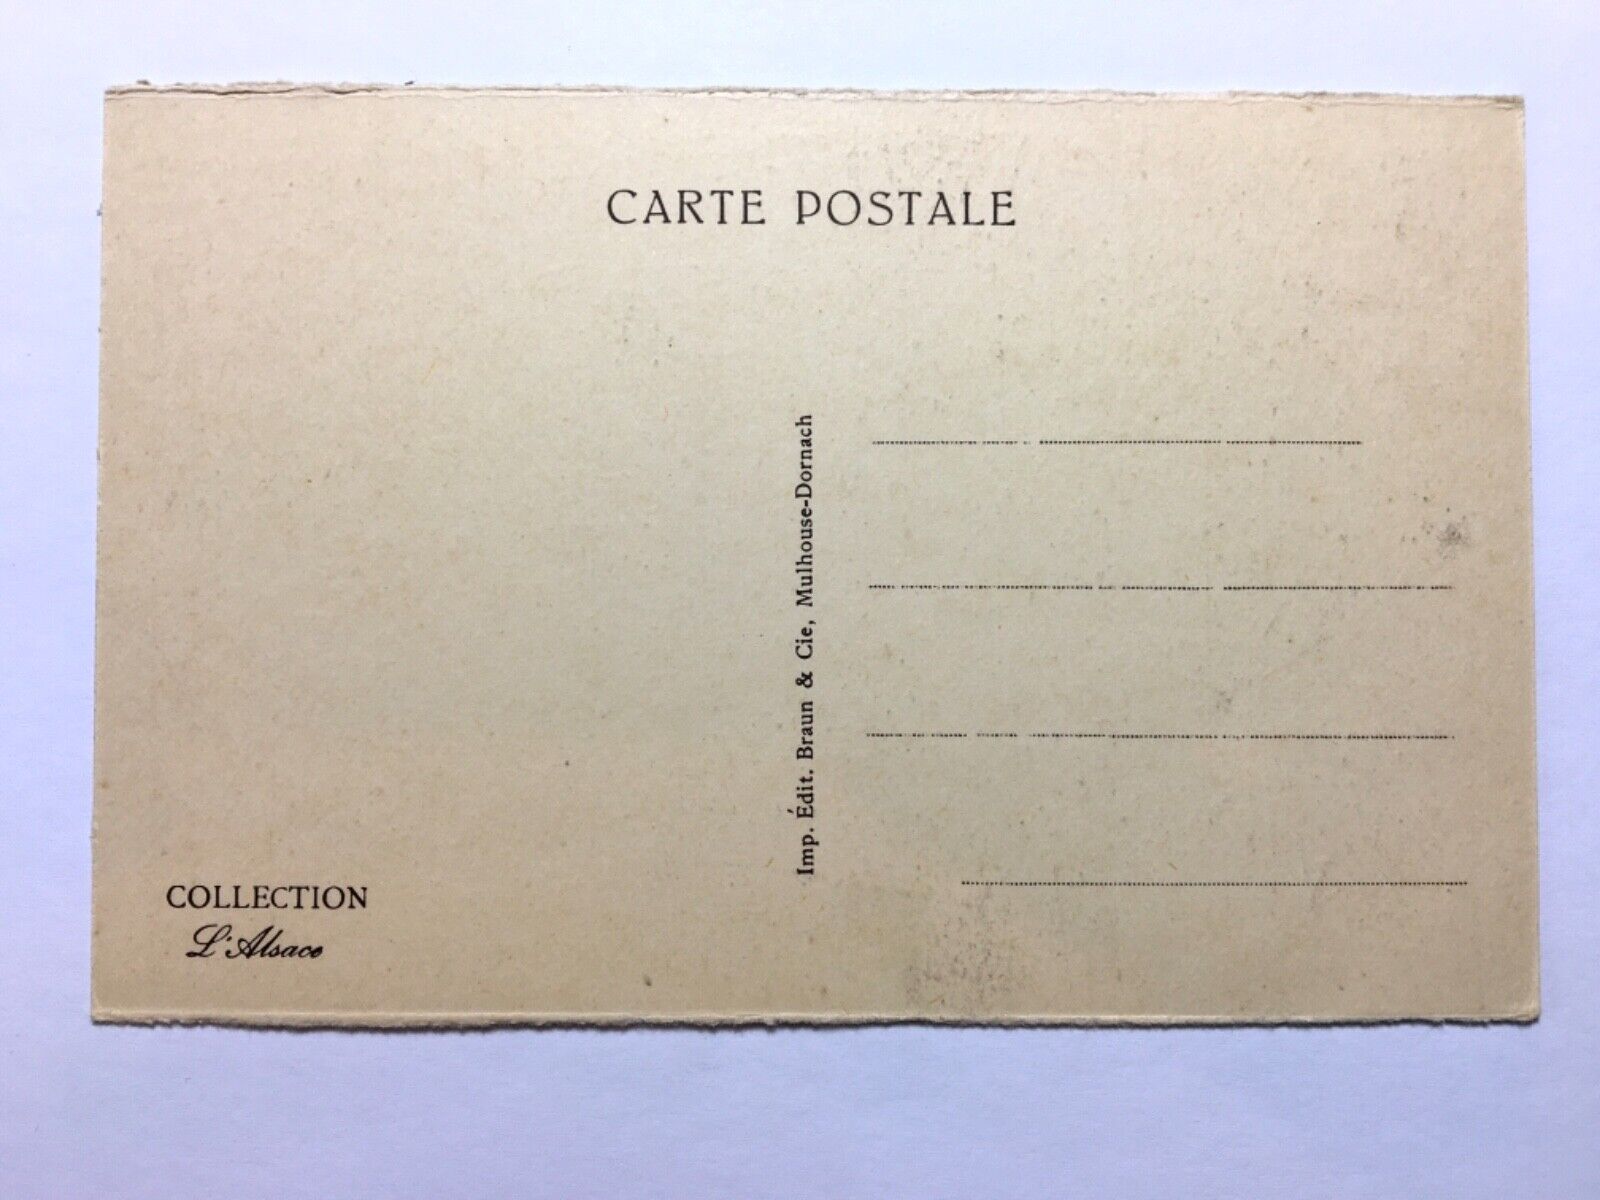 CARTE POSTALE
Imp. Édit. Braun & Cie, Mulhouse-Dornach
COLLECTION
L'Alsace